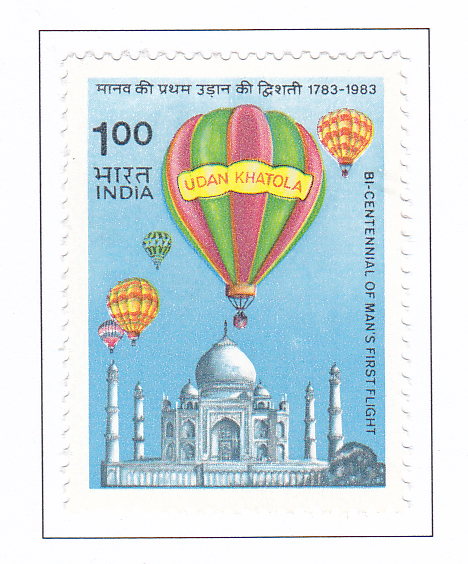 मानव की प्रथम उड़ान की द्विशती 1783-1983
1.00
भारत
INDIA
UDAN KHATOLA
BI-CENTENNIAL OF MAN'S FIRST FLIGHT